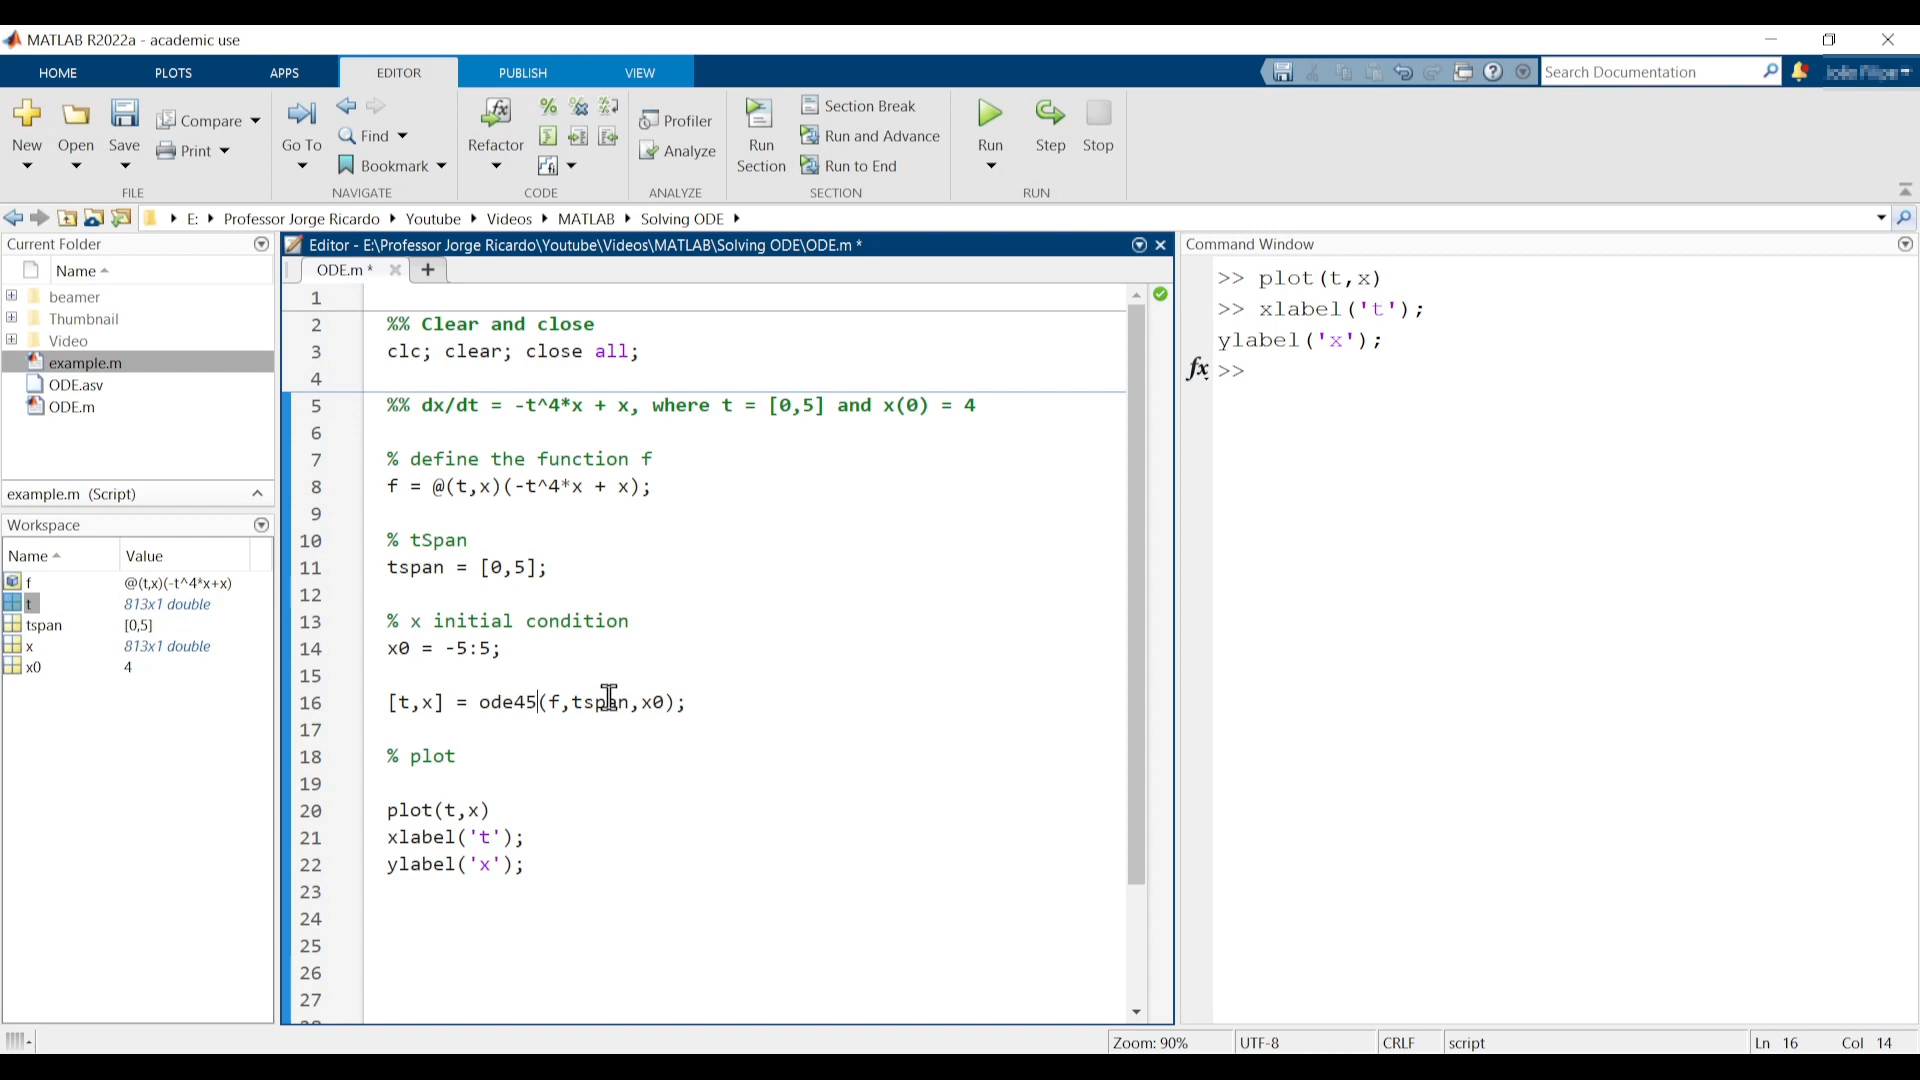 MATLAB R2022a - academic use
HOME PLOTS APPS EDITOR PUBLISH VIEW Search Documentation
New Open Save Compare Print
FILE
Go To Find Bookmark
NAVIGATE
Refactor
CODE
Profiler
Analyze
ANALYZE
Run Section
Section Break
Run and Advance
Run to End
SECTION
Run Step Stop
RUN
E: Professor Jorge Ricardo Youtube Videos MATLAB Solving ODE
Current Folder
Name
beamer
Thumbnail
Video
example.m
ODE.asv
ODE.m
example.m (Script)
Workspace
Name Value
f @(t,x)(-t^4*x+x)
t 813x1 double
tspan [0,5]
x 813x1 double
x0 4
Editor - E:\Professor Jorge Ricardo\Youtube\Videos\MATLAB\Solving ODE\ODE.m *
ODE.m *
1
2 %% Clear and close
3 clc; clear; close all;
4
5 %% dx/dt = -t^4*x + x, where t = [0,5] and x(0) = 4
6
7 % define the function f
8 f = @(t,x)(-t^4*x + x);
9
10 % tSpan
11 tspan = [0,5];
12
13 % x initial condition
14 x0 = -5:5;
15
16 [t,x] = ode45(f,tspan,x0);
17
18 % plot
19
20 plot(t,x)
21 xlabel('t');
22 ylabel('x');
23
24
25
26
27
Command Window
>> plot(t,x)
>> xlabel('t');
ylabel('x');
fx >>
Zoom: 90% UTF-8 CRLF script Ln 16 Col 14